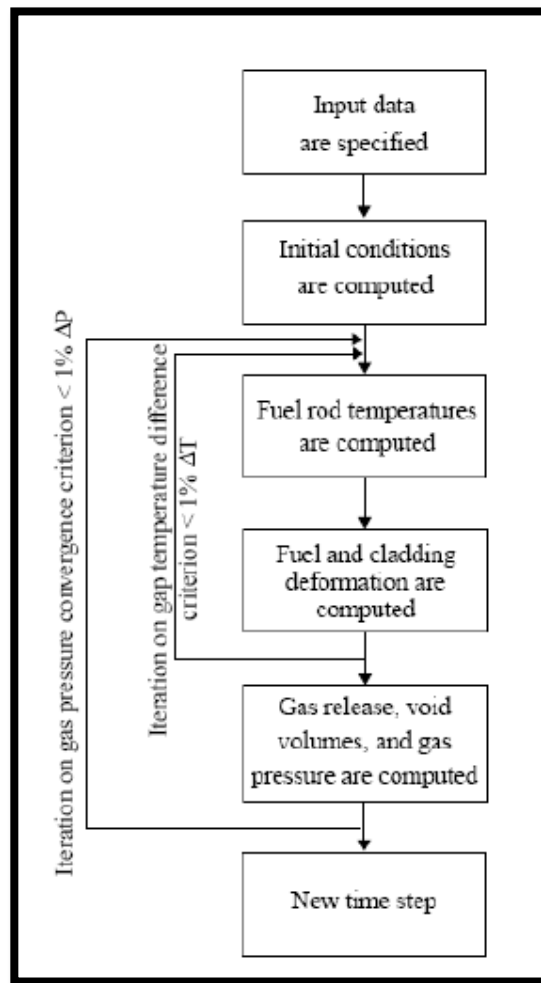 Input data
are specified
Initial conditions
are computed
Fuel rod temperatures
are computed
Fuel and cladding
deformation are
computed
Gas release, void
volumes, and gas
pressure are computed
New time step
Iteration on gas pressure convergence criterion < 1% ΔP
Iteration on gap temperature difference
criterion < 1% ΔT